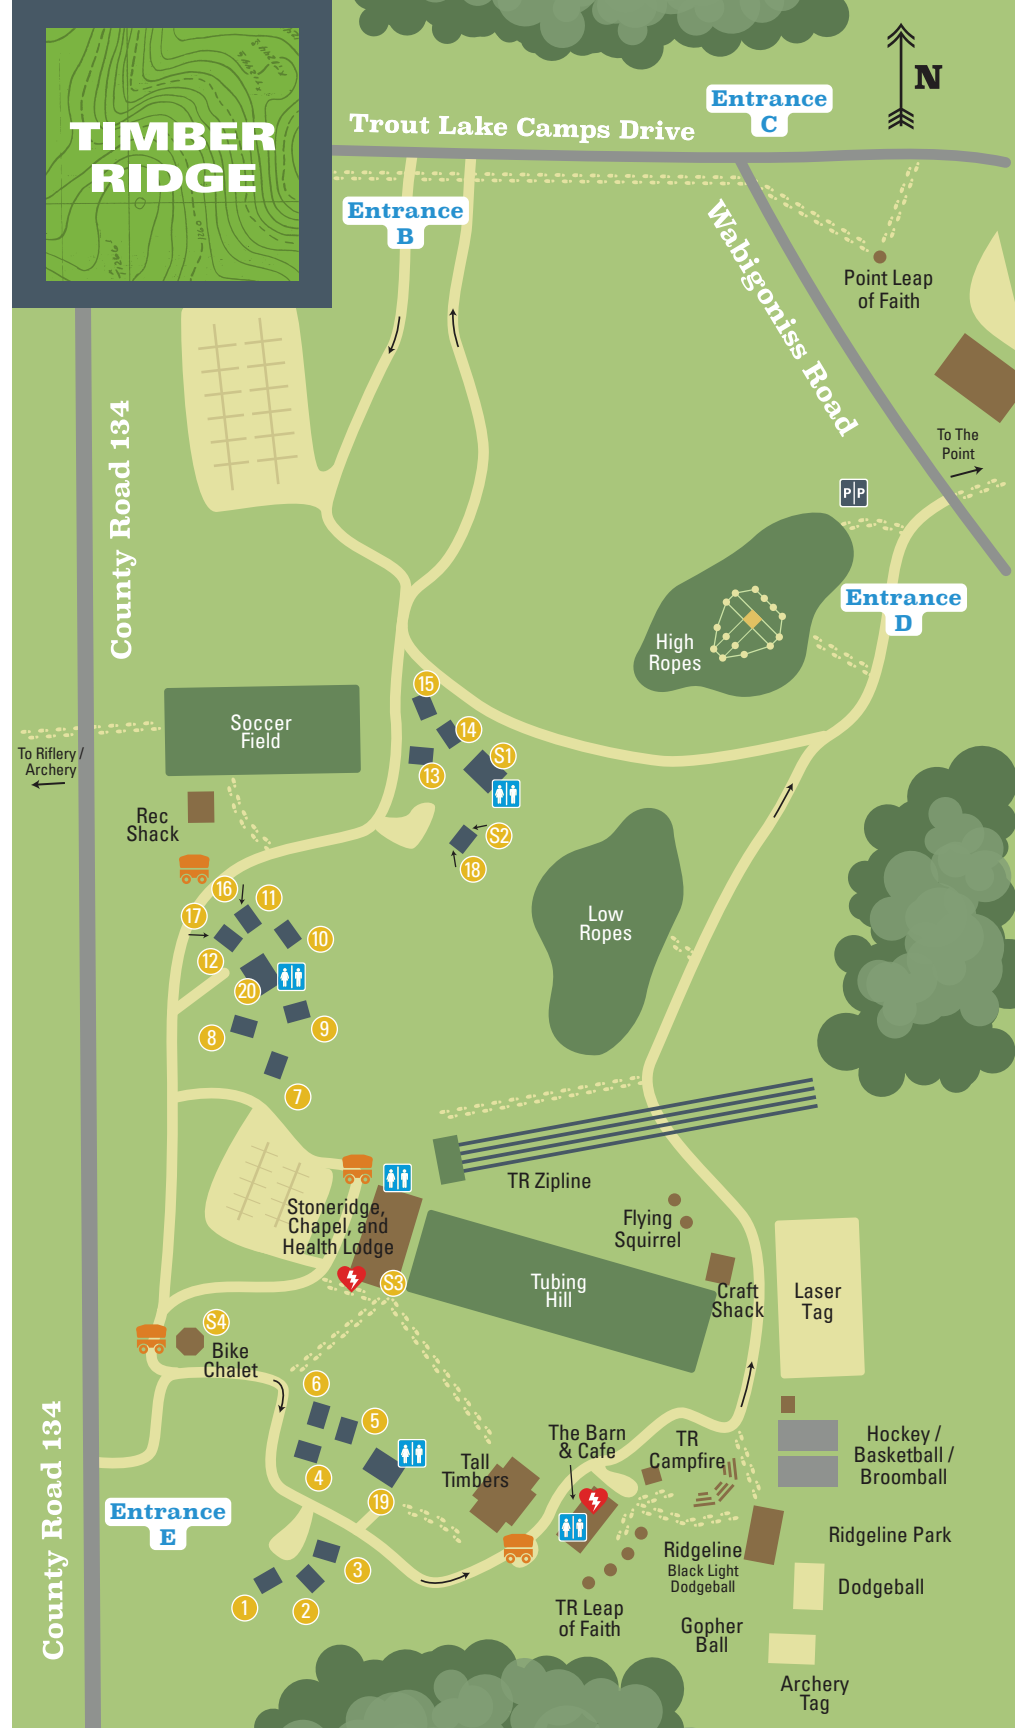 TIMBER
RIDGE
Trout Lake Camps Drive
Entrance
C
N
Entrance
B
Wabigoniss Road
Point Leap
of Faith
County Road 134
To The
Point
P P
Entrance
D
High
Ropes
15
14
S1
13
S2
18
Soccer
Field
To Riflery /
Archery
Rec
Shack
16
11
17
10
12
20
9
8
7
Low
Ropes
TR Zipline
Stoneridge,
Chapel, and
Health Lodge
S3
Flying
Squirrel
Tubing
Hill
Craft
Shack
Laser
Tag
S4
Bike
Chalet
6
5
4
19
County Road 134
Entrance
E
Tall
Timbers
The Barn
& Cafe
TR
Campfire
Hockey /
Basketball /
Broomball
Ridgeline Park
Ridgeline
Black Light
Dodgeball
Dodgeball
3
1
2
TR Leap
of Faith
Gopher
Ball
Archery
Tag